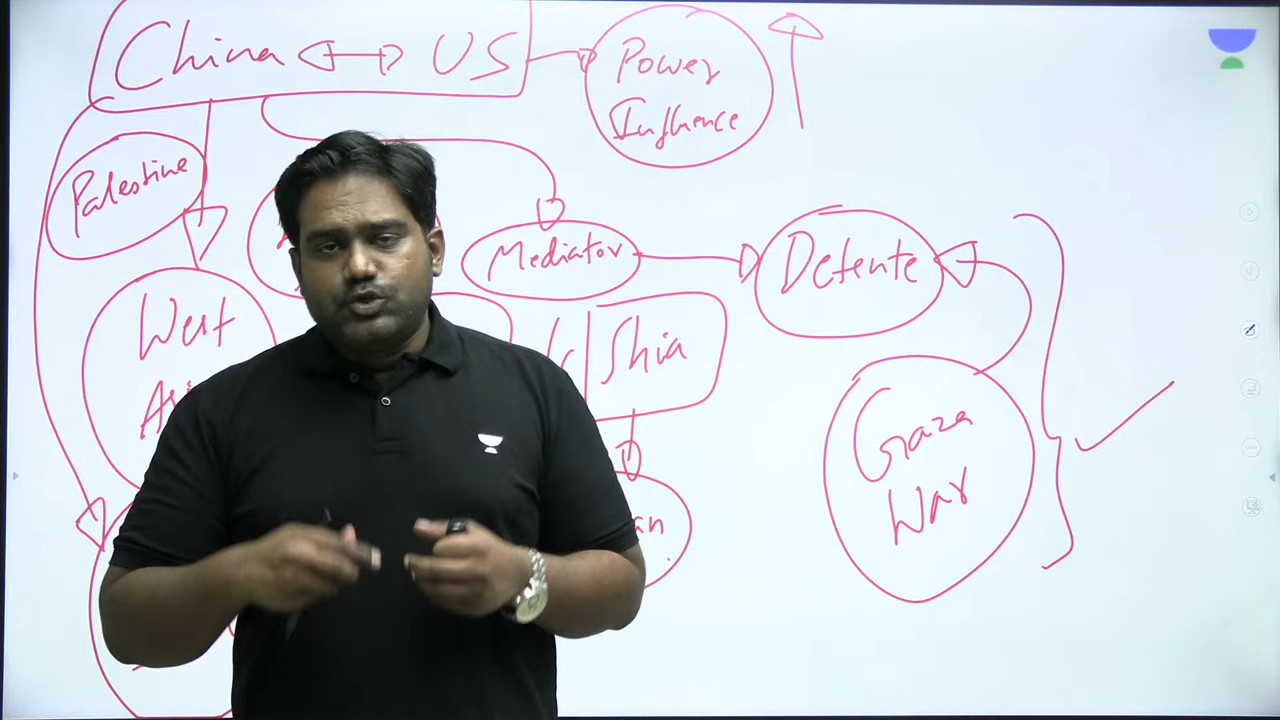 China ↔ US
Power
Influence
Palestine
Mediator
Detente
West
Shia
Gaza
War